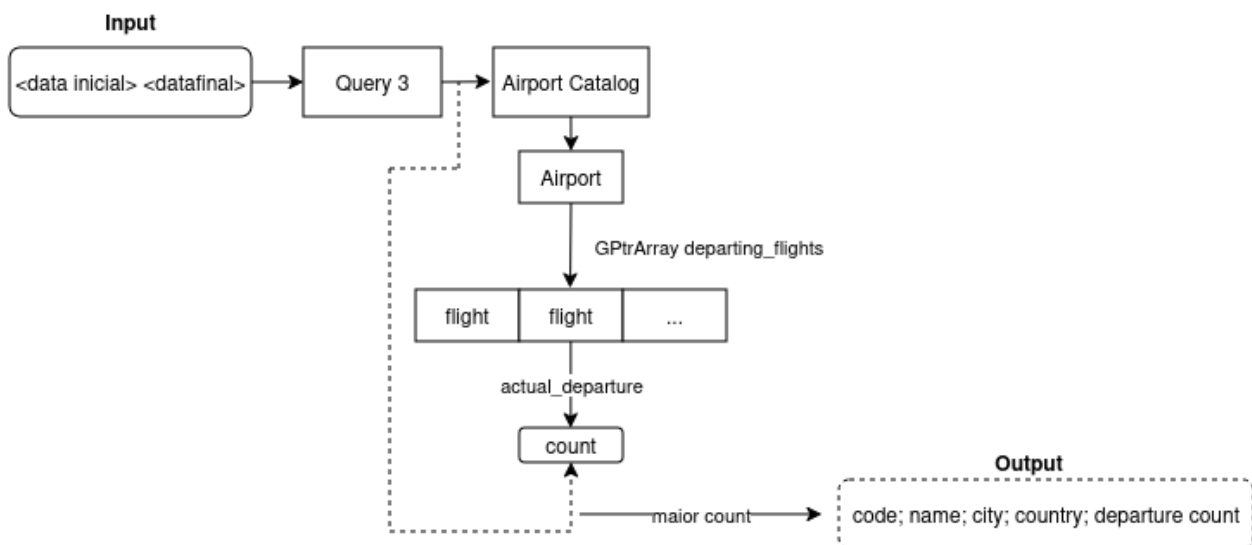 Input
<data inicial> <datafinal>
Query 3
Airport Catalog
Airport
GPtrArray departing_flights
flight
flight
...
actual_departure
count
Output
maior count
code; name; city; country; departure count